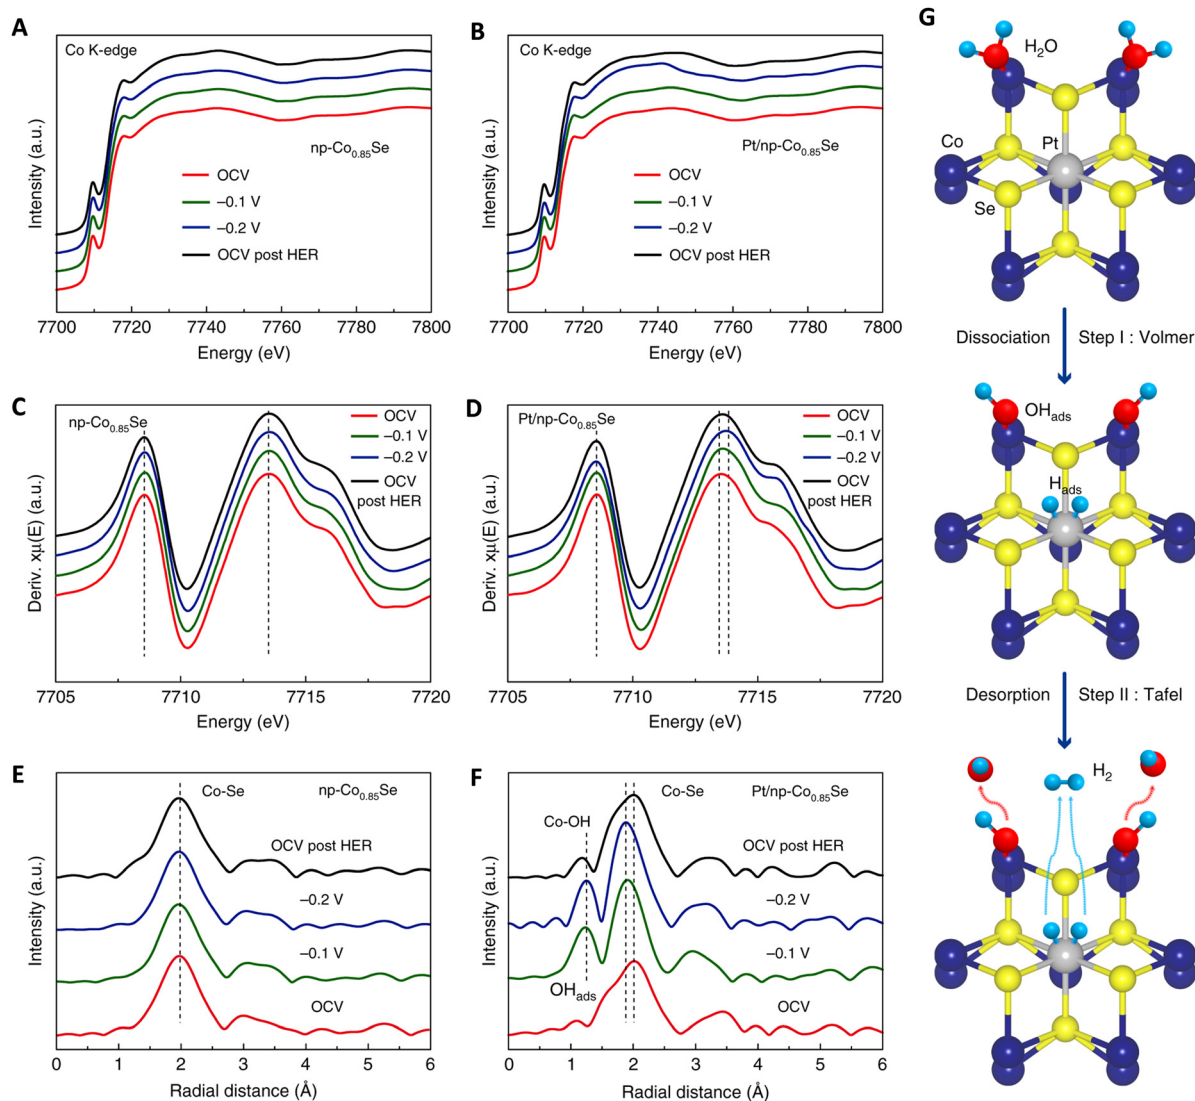 A
Co K-edge
Intensity (a.u.)
np-Co0.85Se
OCV
–0.1 V
–0.2 V
OCV post HER
7700 7720 7740 7760 7780 7800
Energy (eV)
B
Co K-edge
Intensity (a.u.)
Pt/np-Co0.85Se
OCV
–0.1 V
–0.2 V
OCV post HER
7700 7720 7740 7760 7780 7800
Energy (eV)
C
np-Co0.85Se
Deriv. xμ(E) (a.u.)
OCV
–0.1 V
–0.2 V
OCV
post HER
7705 7710 7715 7720
Energy (eV)
D
Pt/np-Co0.85Se
Deriv. xμ(E) (a.u.)
OCV
–0.1 V
–0.2 V
OCV
post HER
7705 7710 7715 7720
Energy (eV)
E
Co-Se
np-Co0.85Se
Intensity (a.u.)
OCV post HER
–0.2 V
–0.1 V
OCV
0 1 2 3 4 5 6
Radial distance (Å)
F
Co-Se
Pt/np-Co0.85Se
Co-OH
Intensity (a.u.)
OCV post HER
–0.2 V
–0.1 V
OHads
OCV
0 1 2 3 4 5 6
Radial distance (Å)
G
H2O
Co
Pt
Se
Dissociation
Step I : Volmer
OHads
Hads
Desorption
Step II : Tafel
H2